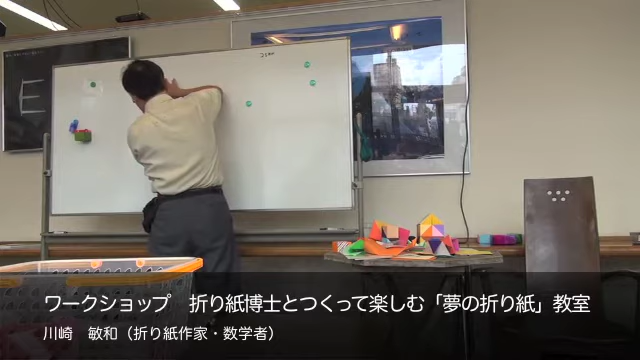 E
ワークショップ　折り紙博士とつくって楽しむ「夢の折り紙」教室
川崎　敏和（折り紙作家・数学者）